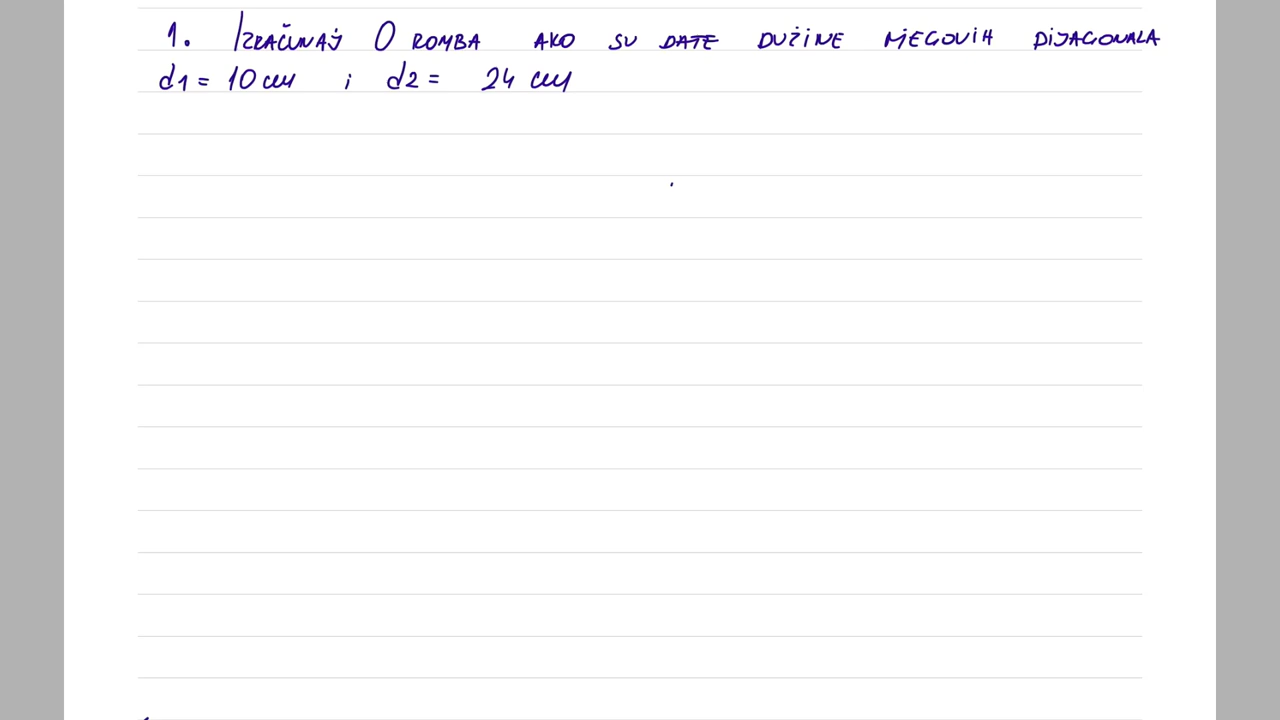 1. IZRAČUNAJ O ROMBA AKO SU DATE DUŽINE NJEGOVIH DIJAGONALA
d1 = 10 cm i d2 = 24 cm